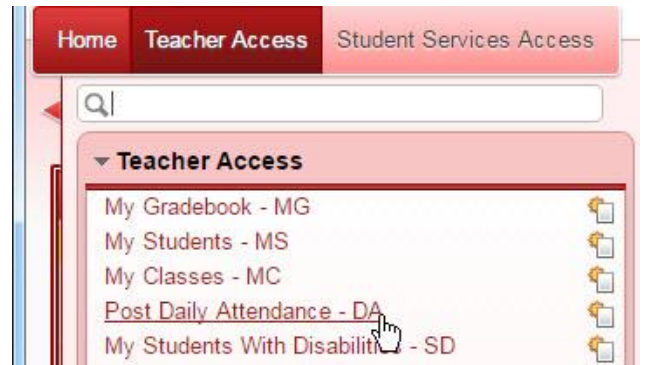 Home Teacher Access Student Services Access
Teacher Access
My Gradebook - MG
My Students - MS
My Classes - MC
Post Daily Attendance - DA
My Students With Disabilities - SD